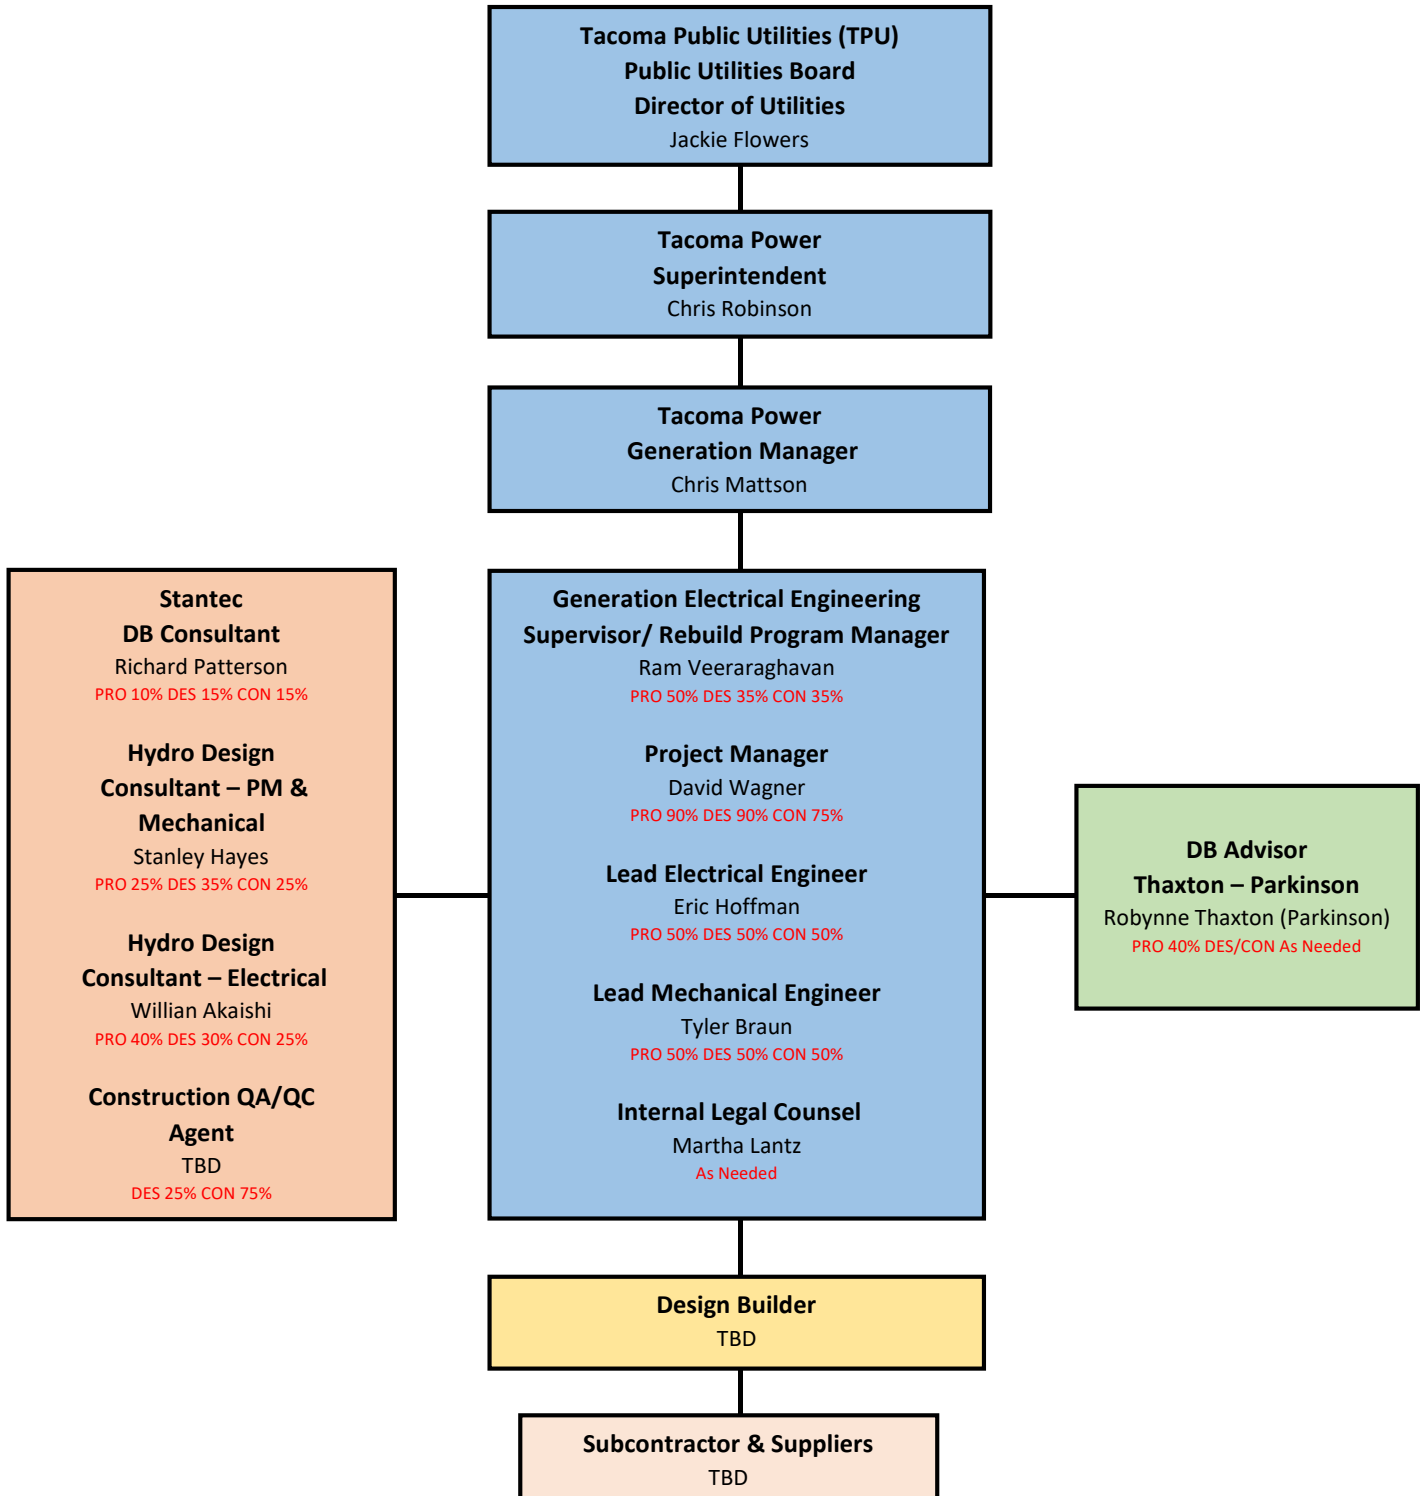 Tacoma Public Utilities (TPU)
Public Utilities Board
Director of Utilities
Jackie Flowers
Tacoma Power
Superintendent
Chris Robinson
Tacoma Power
Generation Manager
Chris Mattson
Stantec
DB Consultant
Richard Patterson
PRO 10% DES 15% CON 15%
Hydro Design
Consultant – PM &
Mechanical
Stanley Hayes
PRO 25% DES 35% CON 25%
Hydro Design
Consultant – Electrical
Willian Akaishi
PRO 40% DES 30% CON 25%
Construction QA/QC
Agent
TBD
DES 25% CON 75%
Generation Electrical Engineering
Supervisor/ Rebuild Program Manager
Ram Veeraraghavan
PRO 50% DES 35% CON 35%
Project Manager
David Wagner
PRO 90% DES 90% CON 75%
Lead Electrical Engineer
Eric Hoffman
PRO 50% DES 50% CON 50%
Lead Mechanical Engineer
Tyler Braun
PRO 50% DES 50% CON 50%
Internal Legal Counsel
Martha Lantz
As Needed
DB Advisor
Thaxton – Parkinson
Robynne Thaxton (Parkinson)
PRO 40% DES/CON As Needed
Design Builder
TBD
Subcontractor & Suppliers
TBD